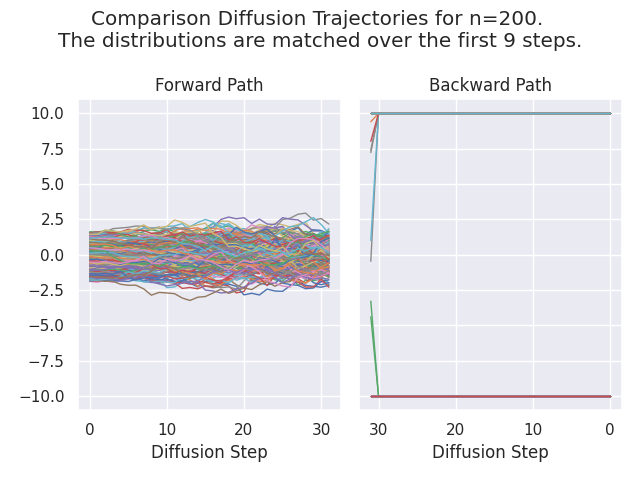 Comparison Diffusion Trajectories for n=200.
The distributions are matched over the first 9 steps.
Forward Path
Backward Path
10.0
7.5
5.0
2.5
0.0
−2.5
−5.0
−7.5
−10.0
0 10 20 30
30 20 10 0
Diffusion Step
Diffusion Step